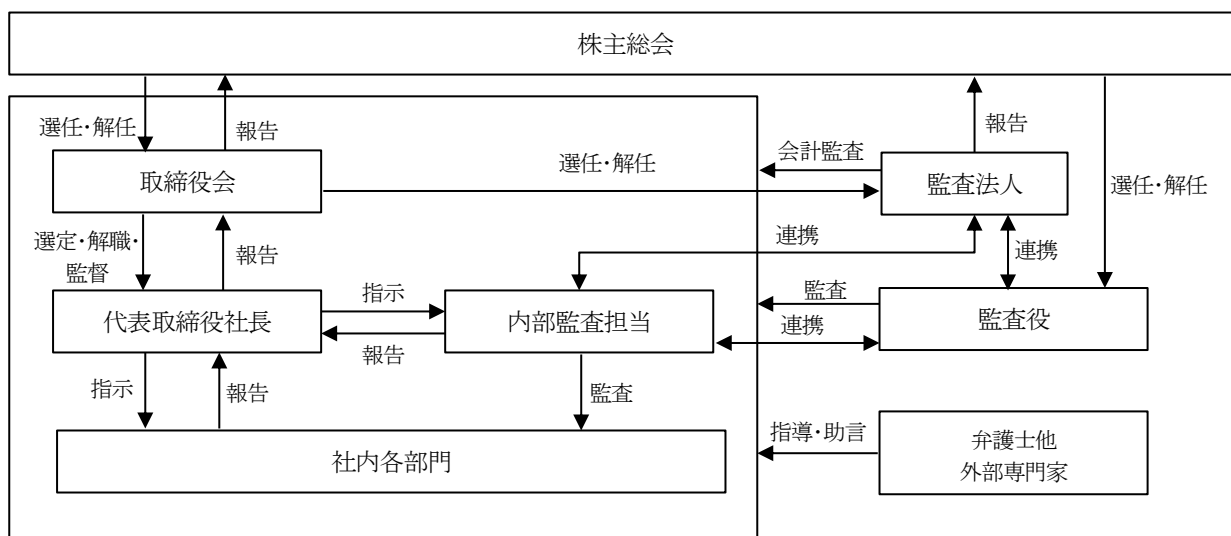 株主総会
選任・解任
報告
報告
取締役会
選任・解任
会計監査
監査法人
選任・解任
選定・解職・
監督
報告
連携
連携
代表取締役社長
指示
報告
内部監査担当
監査
連携
監査役
指示
報告
監査
社内各部門
指導・助言
弁護士他
外部専門家